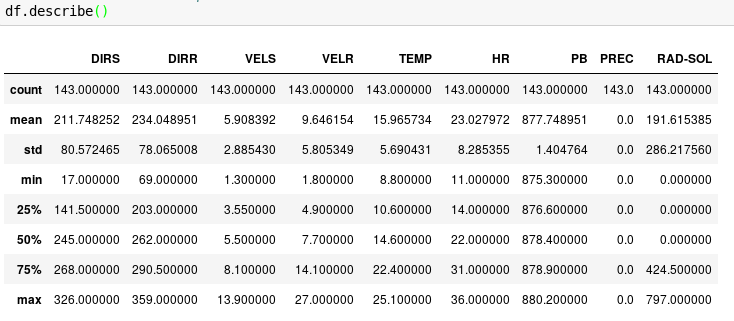 df.describe()
DIRS DIRR VELS VELR TEMP HR PB PREC RAD-SOL
count 143.000000 143.000000 143.000000 143.000000 143.000000 143.000000 143.000000 143.0 143.000000
mean 211.748252 234.048951 5.908392 9.646154 15.965734 23.027972 877.748951 0.0 191.615385
std 80.572465 78.065008 2.885430 5.805349 5.690431 8.285355 1.404764 0.0 286.217560
min 17.000000 69.000000 1.300000 1.800000 8.800000 11.000000 875.300000 0.0 0.000000
25% 141.500000 203.000000 3.550000 4.900000 10.600000 14.000000 876.600000 0.0 0.000000
50% 245.000000 262.000000 5.500000 7.700000 14.600000 22.000000 878.400000 0.0 0.000000
75% 268.000000 290.500000 8.100000 14.100000 22.400000 31.000000 878.900000 0.0 424.500000
max 326.000000 359.000000 13.900000 27.000000 25.100000 36.000000 880.200000 0.0 797.000000